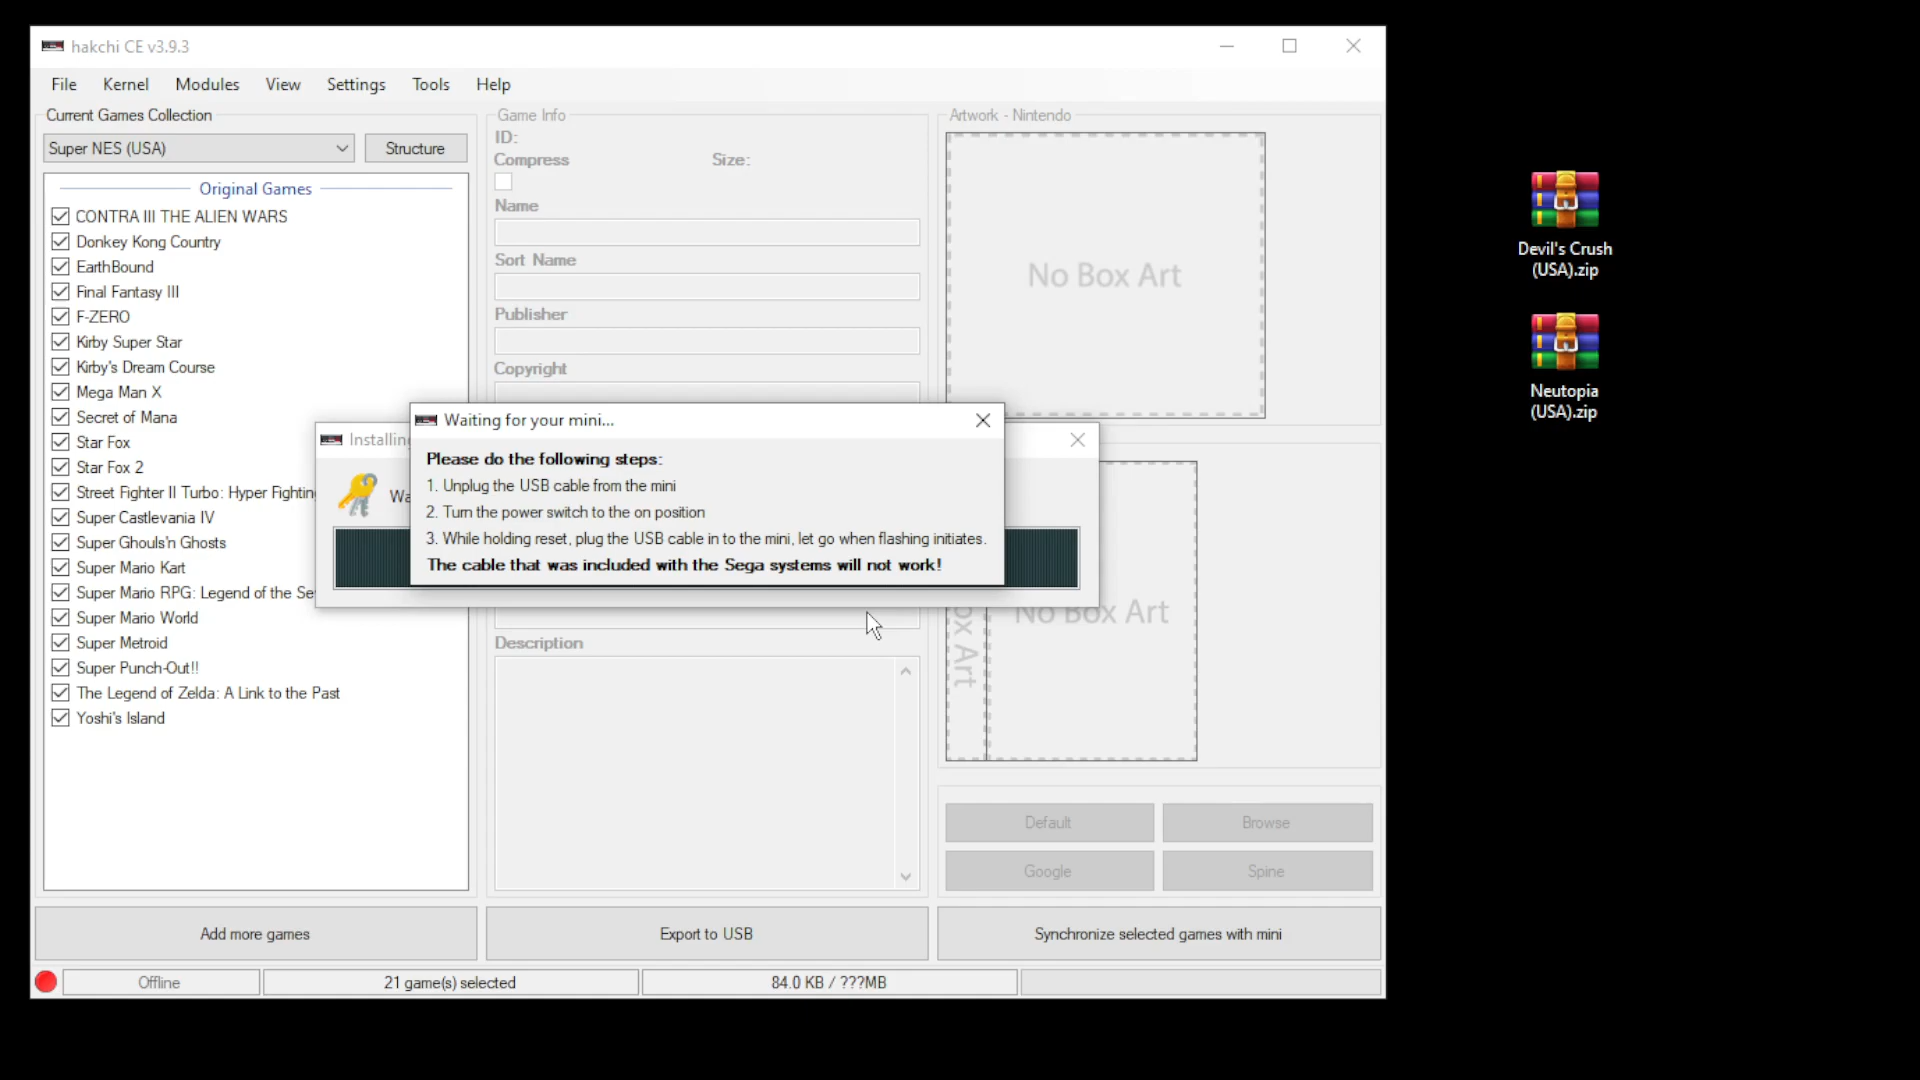 hakchi CE v3.9.3
File Kernel Modules View Settings Tools Help
Current Games Collection
Super NES (USA)
Structure
Original Games
CONTRA III THE ALIEN WARS
Donkey Kong Country
EarthBound
Final Fantasy III
F-ZERO
Kirby Super Star
Kirby's Dream Course
Mega Man X
Secret of Mana
Star Fox
Star Fox 2
Street Fighter II Turbo: Hyper Fightin
Super Castlevania IV
Super Ghouls'n Ghosts
Super Mario Kart
Super Mario RPG: Legend of the Se
Super Mario World
Super Metroid
Super Punch-Out!!
The Legend of Zelda: A Link to the Past
Yoshi's Island
Game Info
ID:
Compress Size:
Name
Sort Name
Publisher
Copyright
Description
Artwork - Nintendo
No Box Art
Installing
Wa
Waiting for your mini...
Please do the following steps:
1. Unplug the USB cable from the mini
2. Turn the power switch to the on position
3. While holding reset, plug the USB cable in to the mini, let go when flashing initiates.
The cable that was included with the Sega systems will not work!
ox Art
No Box Art
Default
Browse
Google
Spine
Add more games
Export to USB
Synchronize selected games with mini
Offline
21 game(s) selected
84.0 KB / ???MB
Devil's Crush
(USA).zip
Neutopia
(USA).zip